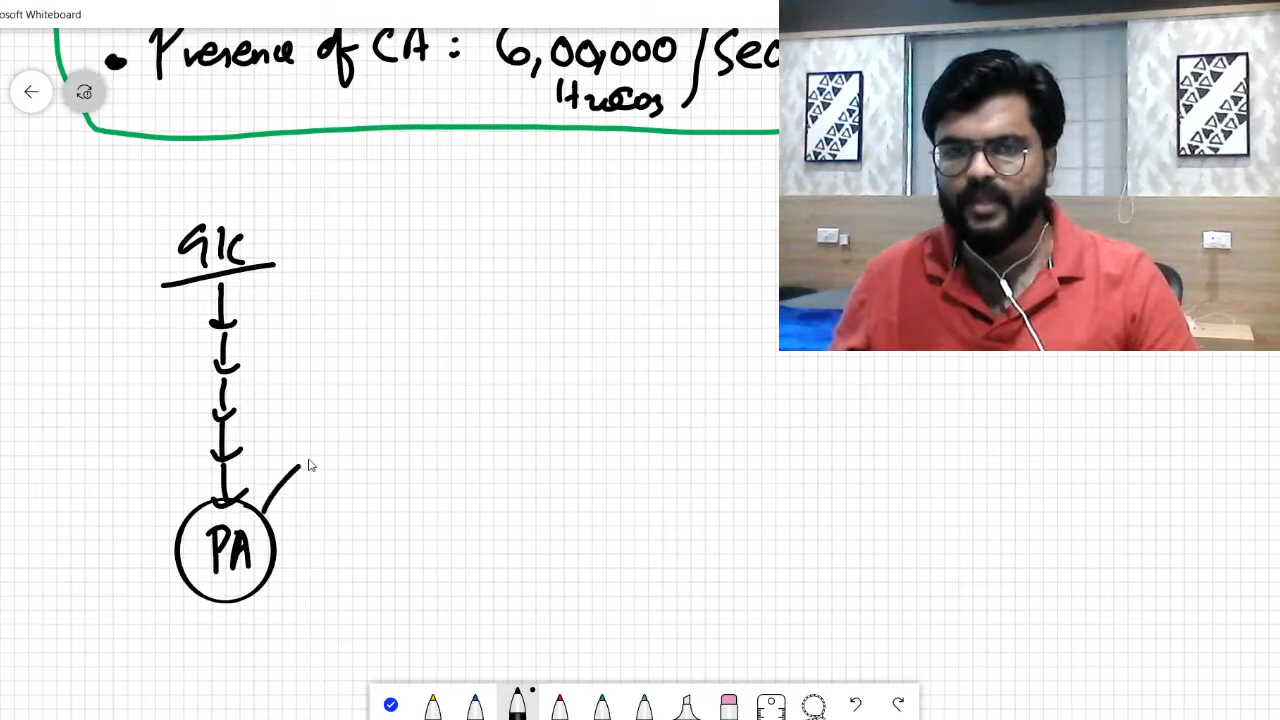 osoft Whiteboard
• Presence of CA : 6,00,000 / Sec
H2CO3
Glc
PA